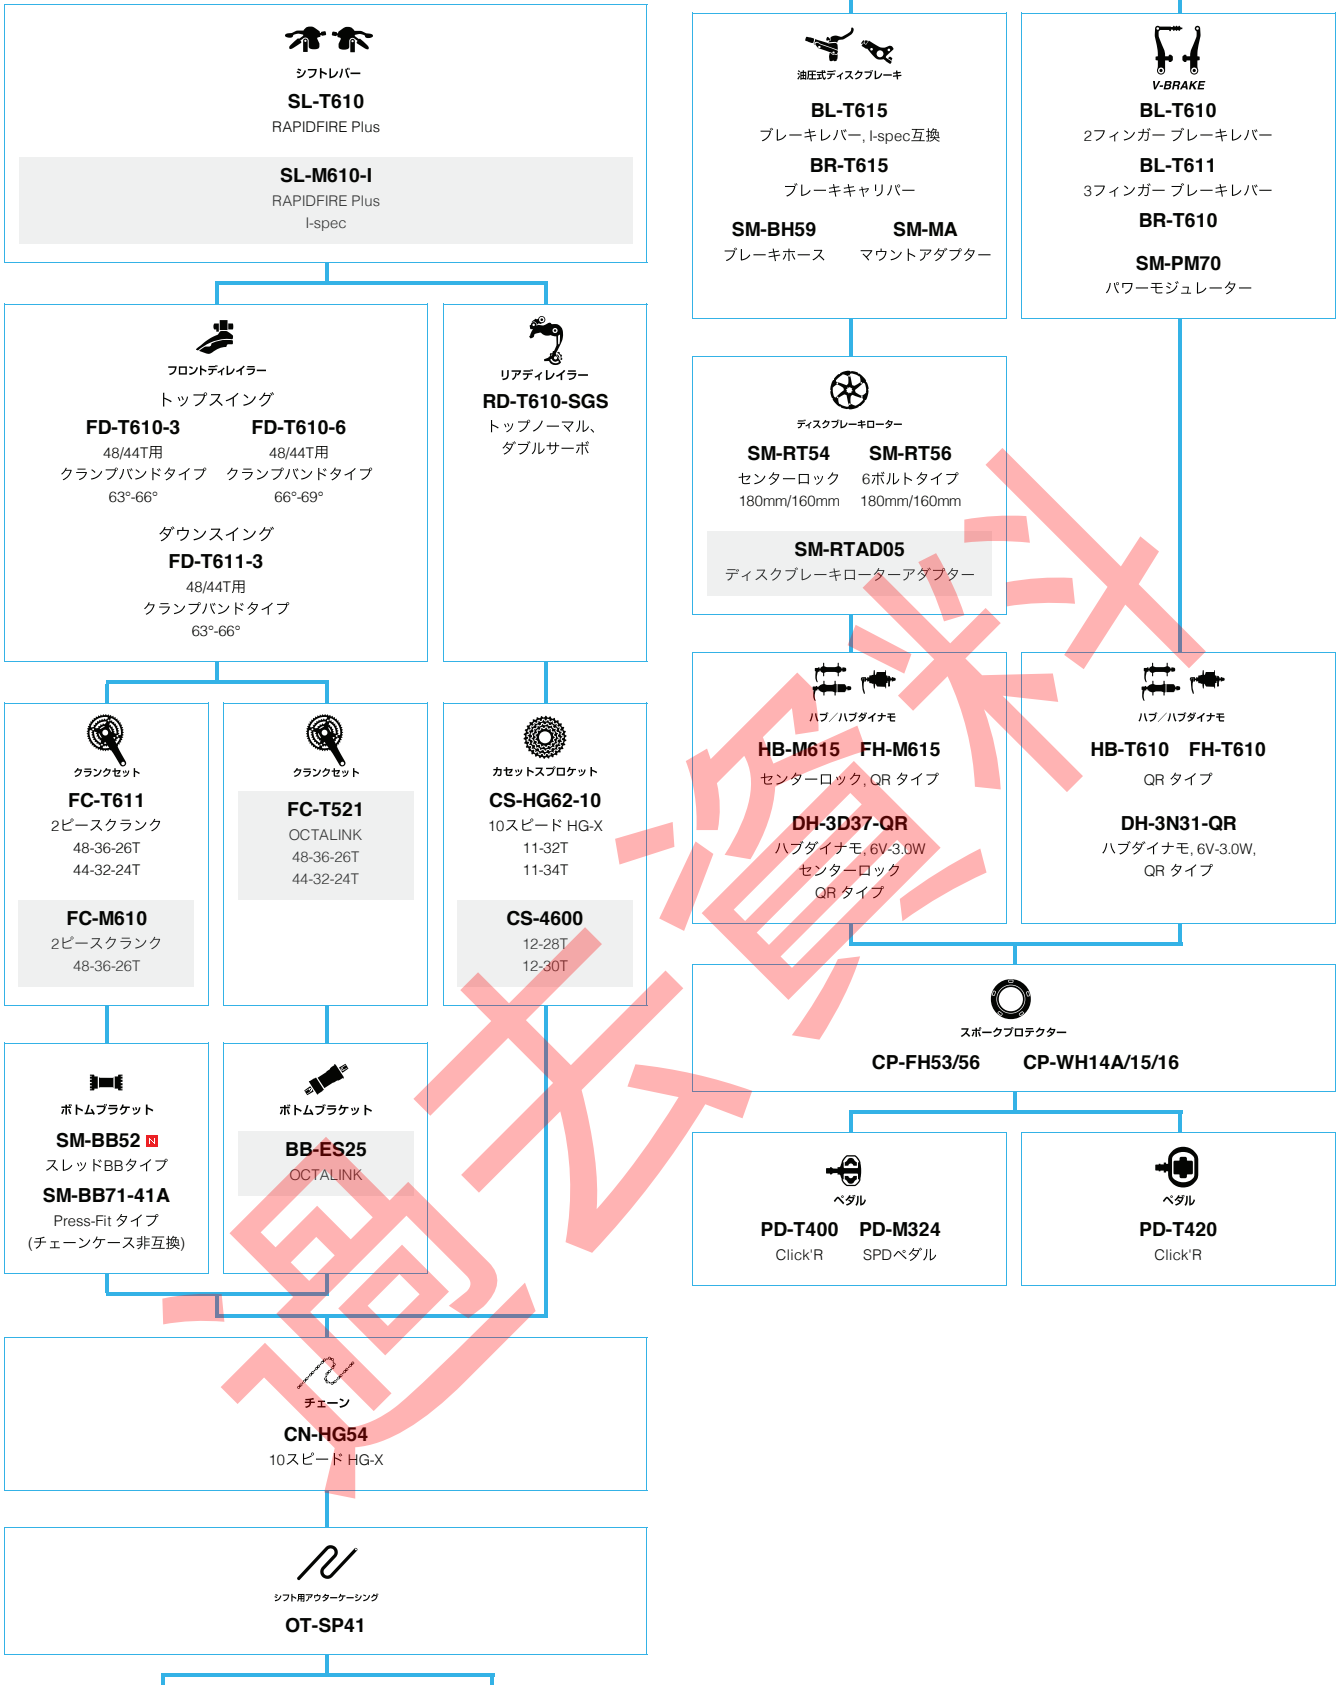 シフトレバー
SL-T610
RAPIDFIRE Plus
SL-M610-I
RAPIDFIRE Plus
I-spec
フロントディレイラー
トップスイング
FD-T610-3
48/44T用
クランプバンドタイプ
63°-66°
FD-T610-6
48/44T用
クランプバンドタイプ
66°-69°
ダウンスイング
FD-T611-3
48/44T用
クランプバンドタイプ
63°-66°
リアディレイラー
RD-T610-SGS
トップノーマル、
ダブルサーボ
クランクセット
FC-T611
2ピースクランク
48-36-26T
44-32-24T
FC-M610
2ピースクランク
48-36-26T
クランクセット
FC-T521
OCTALINK
48-36-26T
44-32-24T
カセットスプロケット
CS-HG62-10
10スピード HG-X
11-32T
11-34T
CS-4600
12-28T
12-30T
ボトムブラケット
SM-BB52 N
スレッドBBタイプ
SM-BB71-41A
Press-Fit タイプ
(チェーンケース非互換)
ボトムブラケット
BB-ES25
OCTALINK
チェーン
CN-HG54
10スピード HG-X
シフト用アウターケーシング
OT-SP41
油圧式ディスクブレーキ
BL-T615
ブレーキレバー, I-spec互換
BR-T615
ブレーキキャリパー
SM-BH59
ブレーキホース
SM-MA
マウントアダプター
V-BRAKE
BL-T610
2フィンガー ブレーキレバー
BL-T611
3フィンガー ブレーキレバー
BR-T610
SM-PM70
パワーモジュレーター
ディスクブレーキローター
SM-RT54
センターロック
180mm/160mm
SM-RT56
6ボルトタイプ
180mm/160mm
SM-RTAD05
ディスクブレーキローターアダプター
ハブ/ハブダイナモ
HB-M615 FH-M615
センターロック, QR タイプ
DH-3D37-QR
ハブダイナモ, 6V-3.0W
センターロック
QR タイプ
ハブ/ハブダイナモ
HB-T610 FH-T610
QR タイプ
DH-3N31-QR
ハブダイナモ, 6V-3.0W,
QR タイプ
スポークプロテクター
CP-FH53/56 CP-WH14A/15/16
ペダル
PD-T400
Click'R
PD-M324
SPDペダル
ペダル
PD-T420
Click'R
過去資料